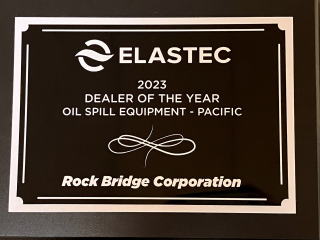 ELASTEC
2023
DEALER OF THE YEAR
OIL SPILL EQUIPMENT - PACIFIC
Rock Bridge Corporation